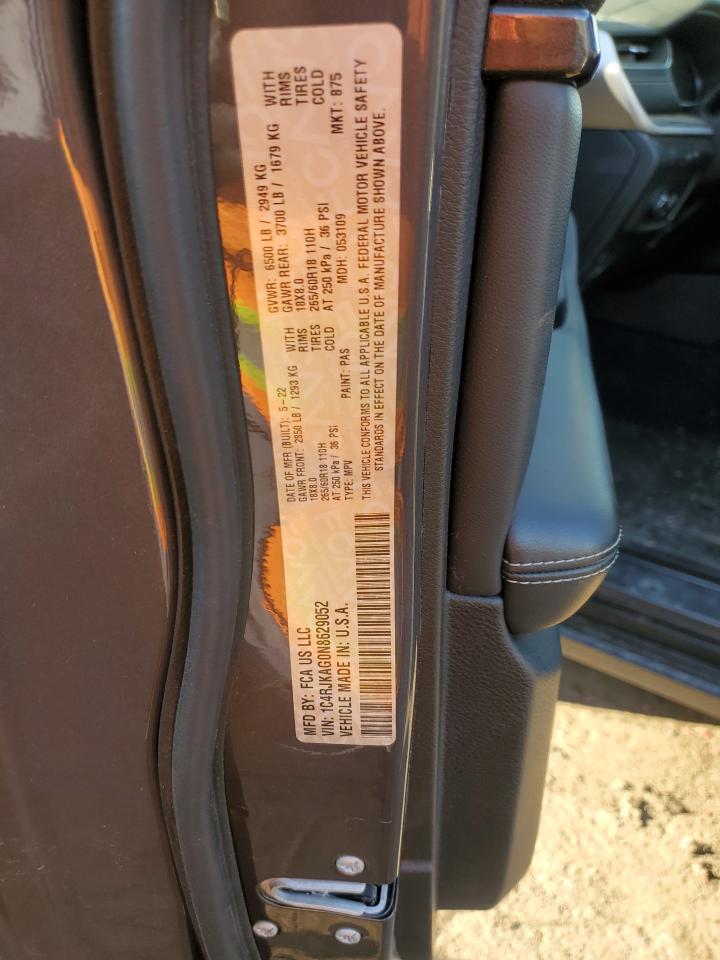 MFD BY: FCA US LLC
VIN: 1C4RJKAG0N8629052
VEHICLE MADE IN: U.S.A.
DATE OF MFR (BUILT): 5-22 GVWR: 6500 LB / 2949 KG
GAWR FRONT: 2850 LB / 1293 KG WITH GAWR REAR: 3700 LB / 1679 KG WITH
18X8.0 RIMS 18X8.0 RIMS
265/60R18 110H TIRES 265/60R18 110H TIRES
AT 250 kPa / 36 PSI COLD AT 250 kPa / 36 PSI COLD
TYPE: MPV PAINT: PAS MDH: 053109 MKT: 875
THIS VEHICLE CONFORMS TO ALL APPLICABLE U.S.A. FEDERAL MOTOR VEHICLE SAFETY
STANDARDS IN EFFECT ON THE DATE OF MANUFACTURE SHOWN ABOVE.